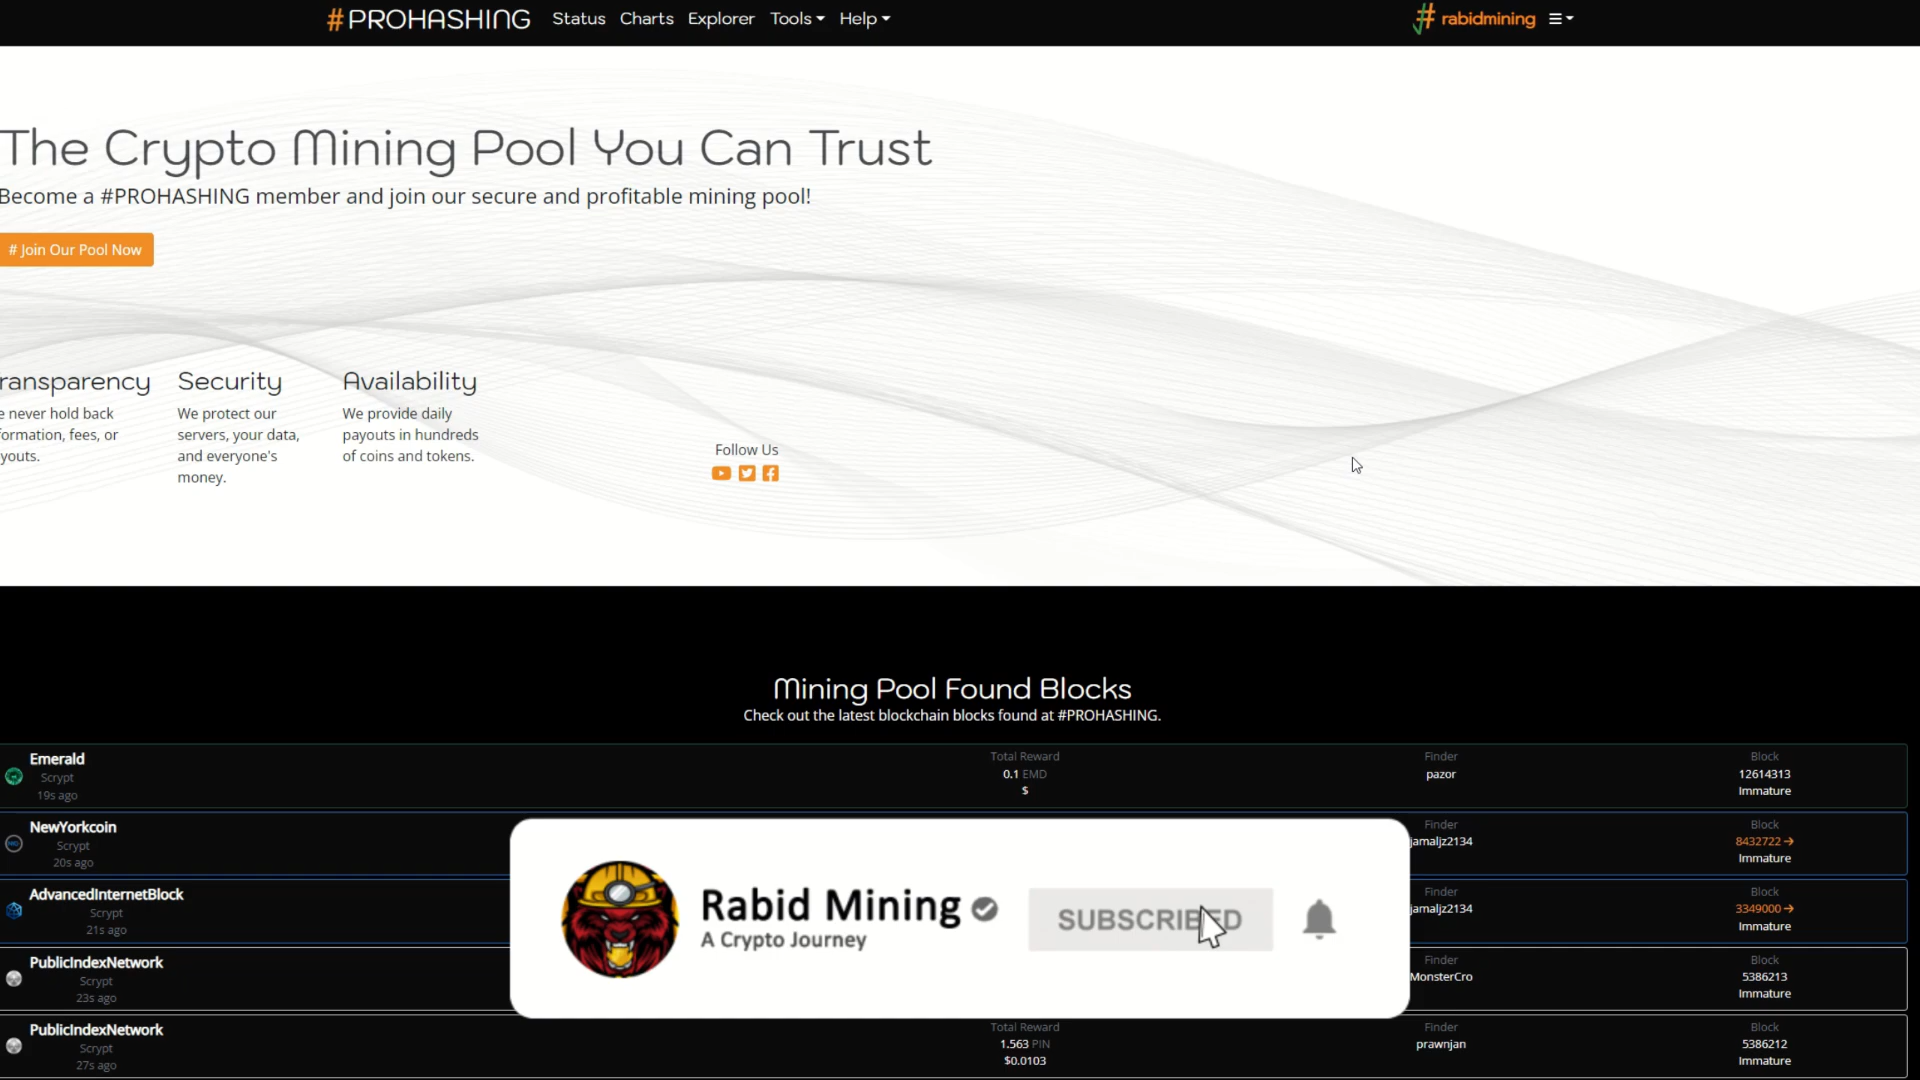 #PROHASHING Status Charts Explorer Tools Help rabidmining
The Crypto Mining Pool You Can Trust
Become a #PROHASHING member and join our secure and profitable mining pool!
# Join Our Pool Now
ransparency
e never hold back
formation, fees, or
youts.
Security
We protect our
servers, your data,
and everyone's
money.
Availability
We provide daily
payouts in hundreds
of coins and tokens.
Follow Us
Mining Pool Found Blocks
Check out the latest blockchain blocks found at #PROHASHING.
Emerald
Scrypt
19s ago
Total Reward
0.1 EMD
$
Finder
pazor
Block
12614313
Immature
NewYorkcoin
Scrypt
20s ago
Finder
jamaljz2134
Block
8432722
Immature
AdvancedInternetBlock
Scrypt
21s ago
Finder
jamaljz2134
Block
3349000
Immature
PublicIndexNetwork
Scrypt
23s ago
Finder
MonsterCro
Block
5386213
Immature
Rabid Mining
A Crypto Journey
SUBSCRIBED
PublicIndexNetwork
Scrypt
27s ago
Total Reward
1.563 PIN
$0.0103
Finder
prawnjan
Block
5386212
Immature